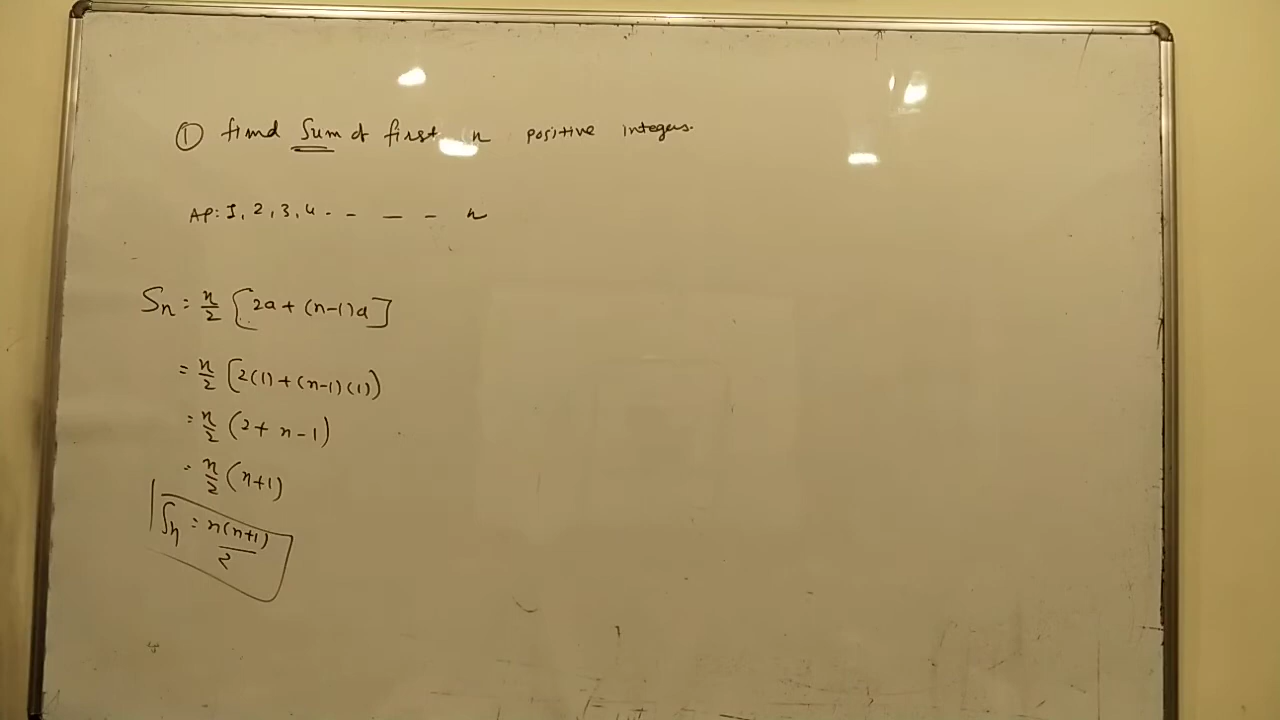 ① find Sum of first n positive integers.
AP: 1, 2, 3, 4 - - — - n
Sn = n/2 [2a + (n-1)d]
= n/2 [2(1) + (n-1)(1)]
= n/2 (2 + n - 1)
= n/2 (n+1)
Sn = n(n+1)/2